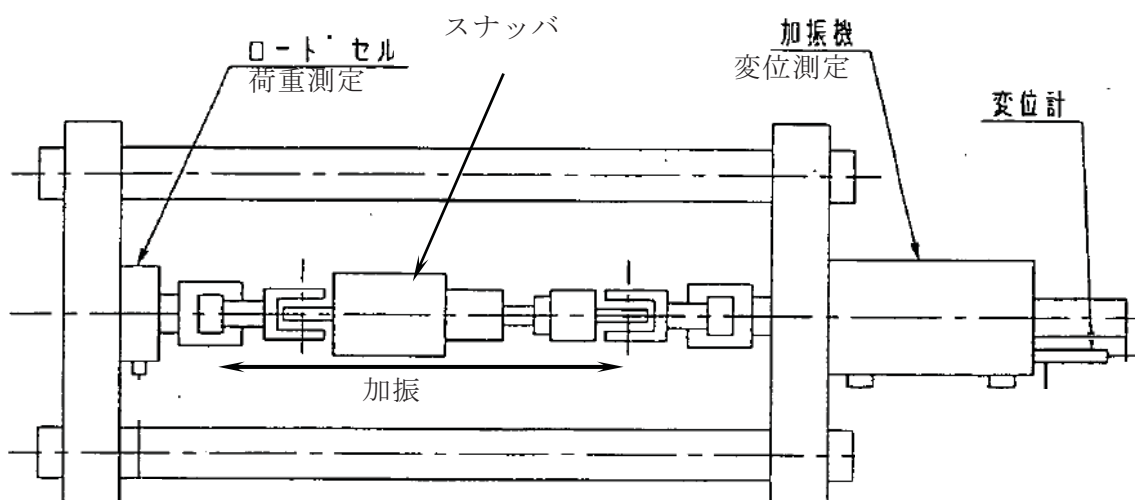 スナッバ
ロードセル
荷重測定
加振機
変位測定
変位計
加振